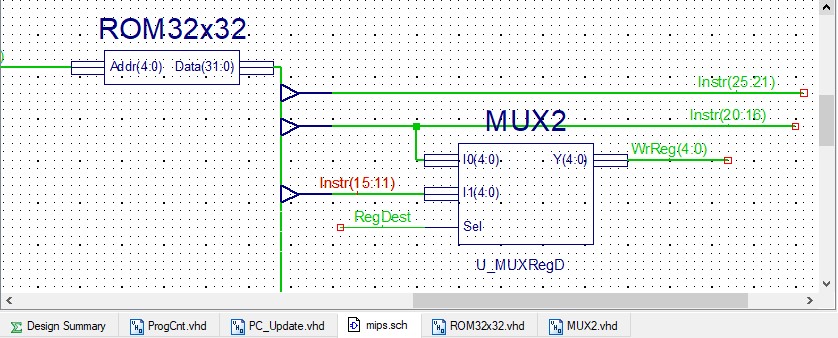 ROM32x32
)
Addr(4:0) Data(31:0)
Instr(25:21)
Instr(20:16)
MUX2
I0(4:0) Y(4:0)
WrReg(4:0)
Instr(15:11)
I1(4:0)
RegDest
Sel
U_MUXRegD
Design Summary
ProgCnt.vhd
PC_Update.vhd
mips.sch
ROM32x32.vhd
MUX2.vhd